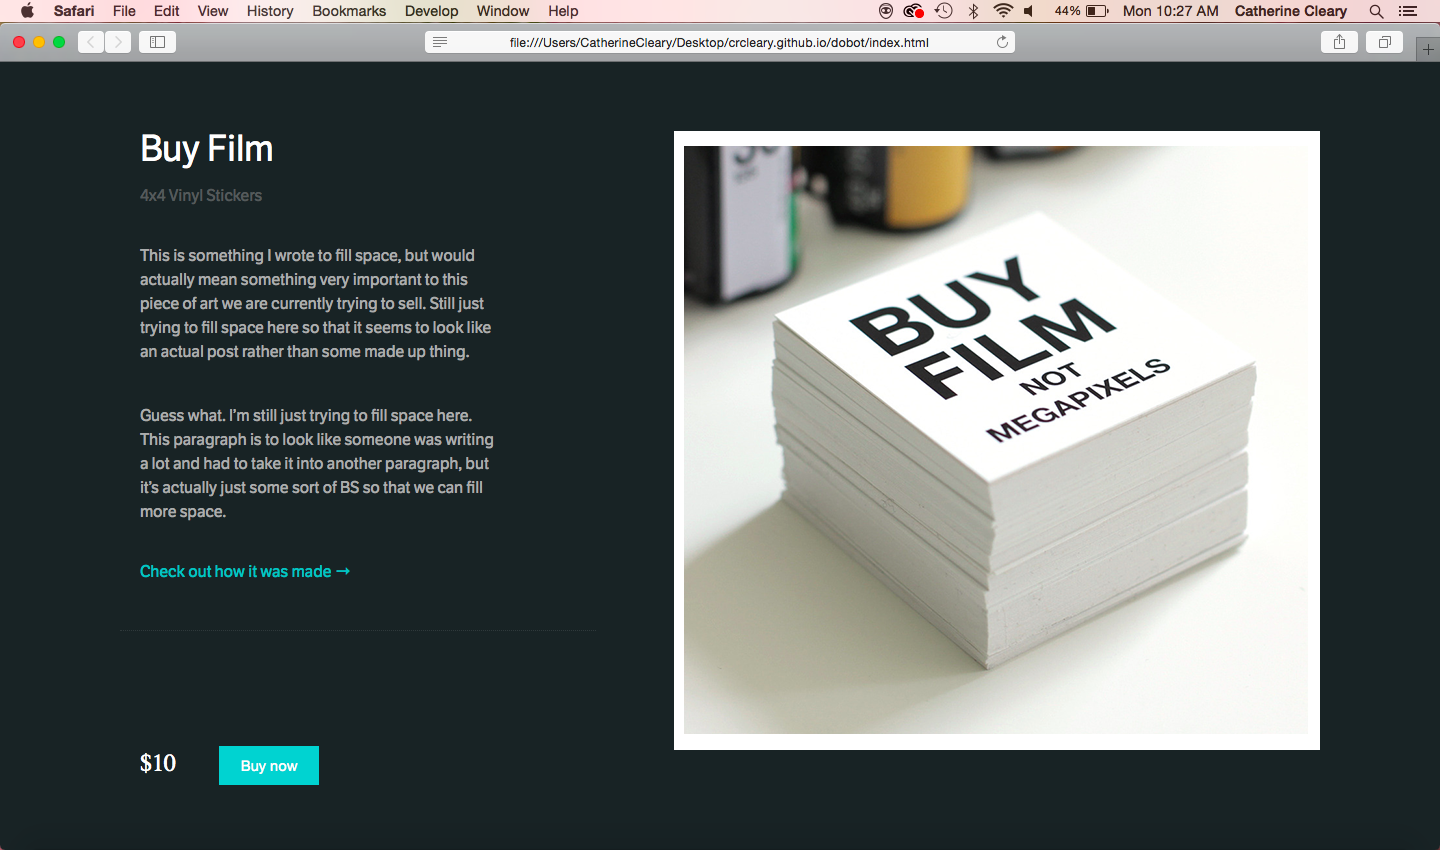 Safari File Edit View History Bookmarks Develop Window Help 44% Mon 10:27 AM Catherine Cleary
file:///Users/CatherineCleary/Desktop/crcleary.github.io/dobot/index.html
Buy Film
4x4 Vinyl Stickers
This is something I wrote to fill space, but would
actually mean something very important to this
piece of art we are currently trying to sell. Still just
trying to fill space here so that it seems to look like
an actual post rather than some made up thing.
Guess what. I'm still just trying to fill space here.
This paragraph is to look like someone was writing
a lot and had to take it into another paragraph, but
it's actually just some sort of BS so that we can fill
more space.
Check out how it was made →
$10
Buy now
BUY
FILM
NOT
MEGAPIXELS